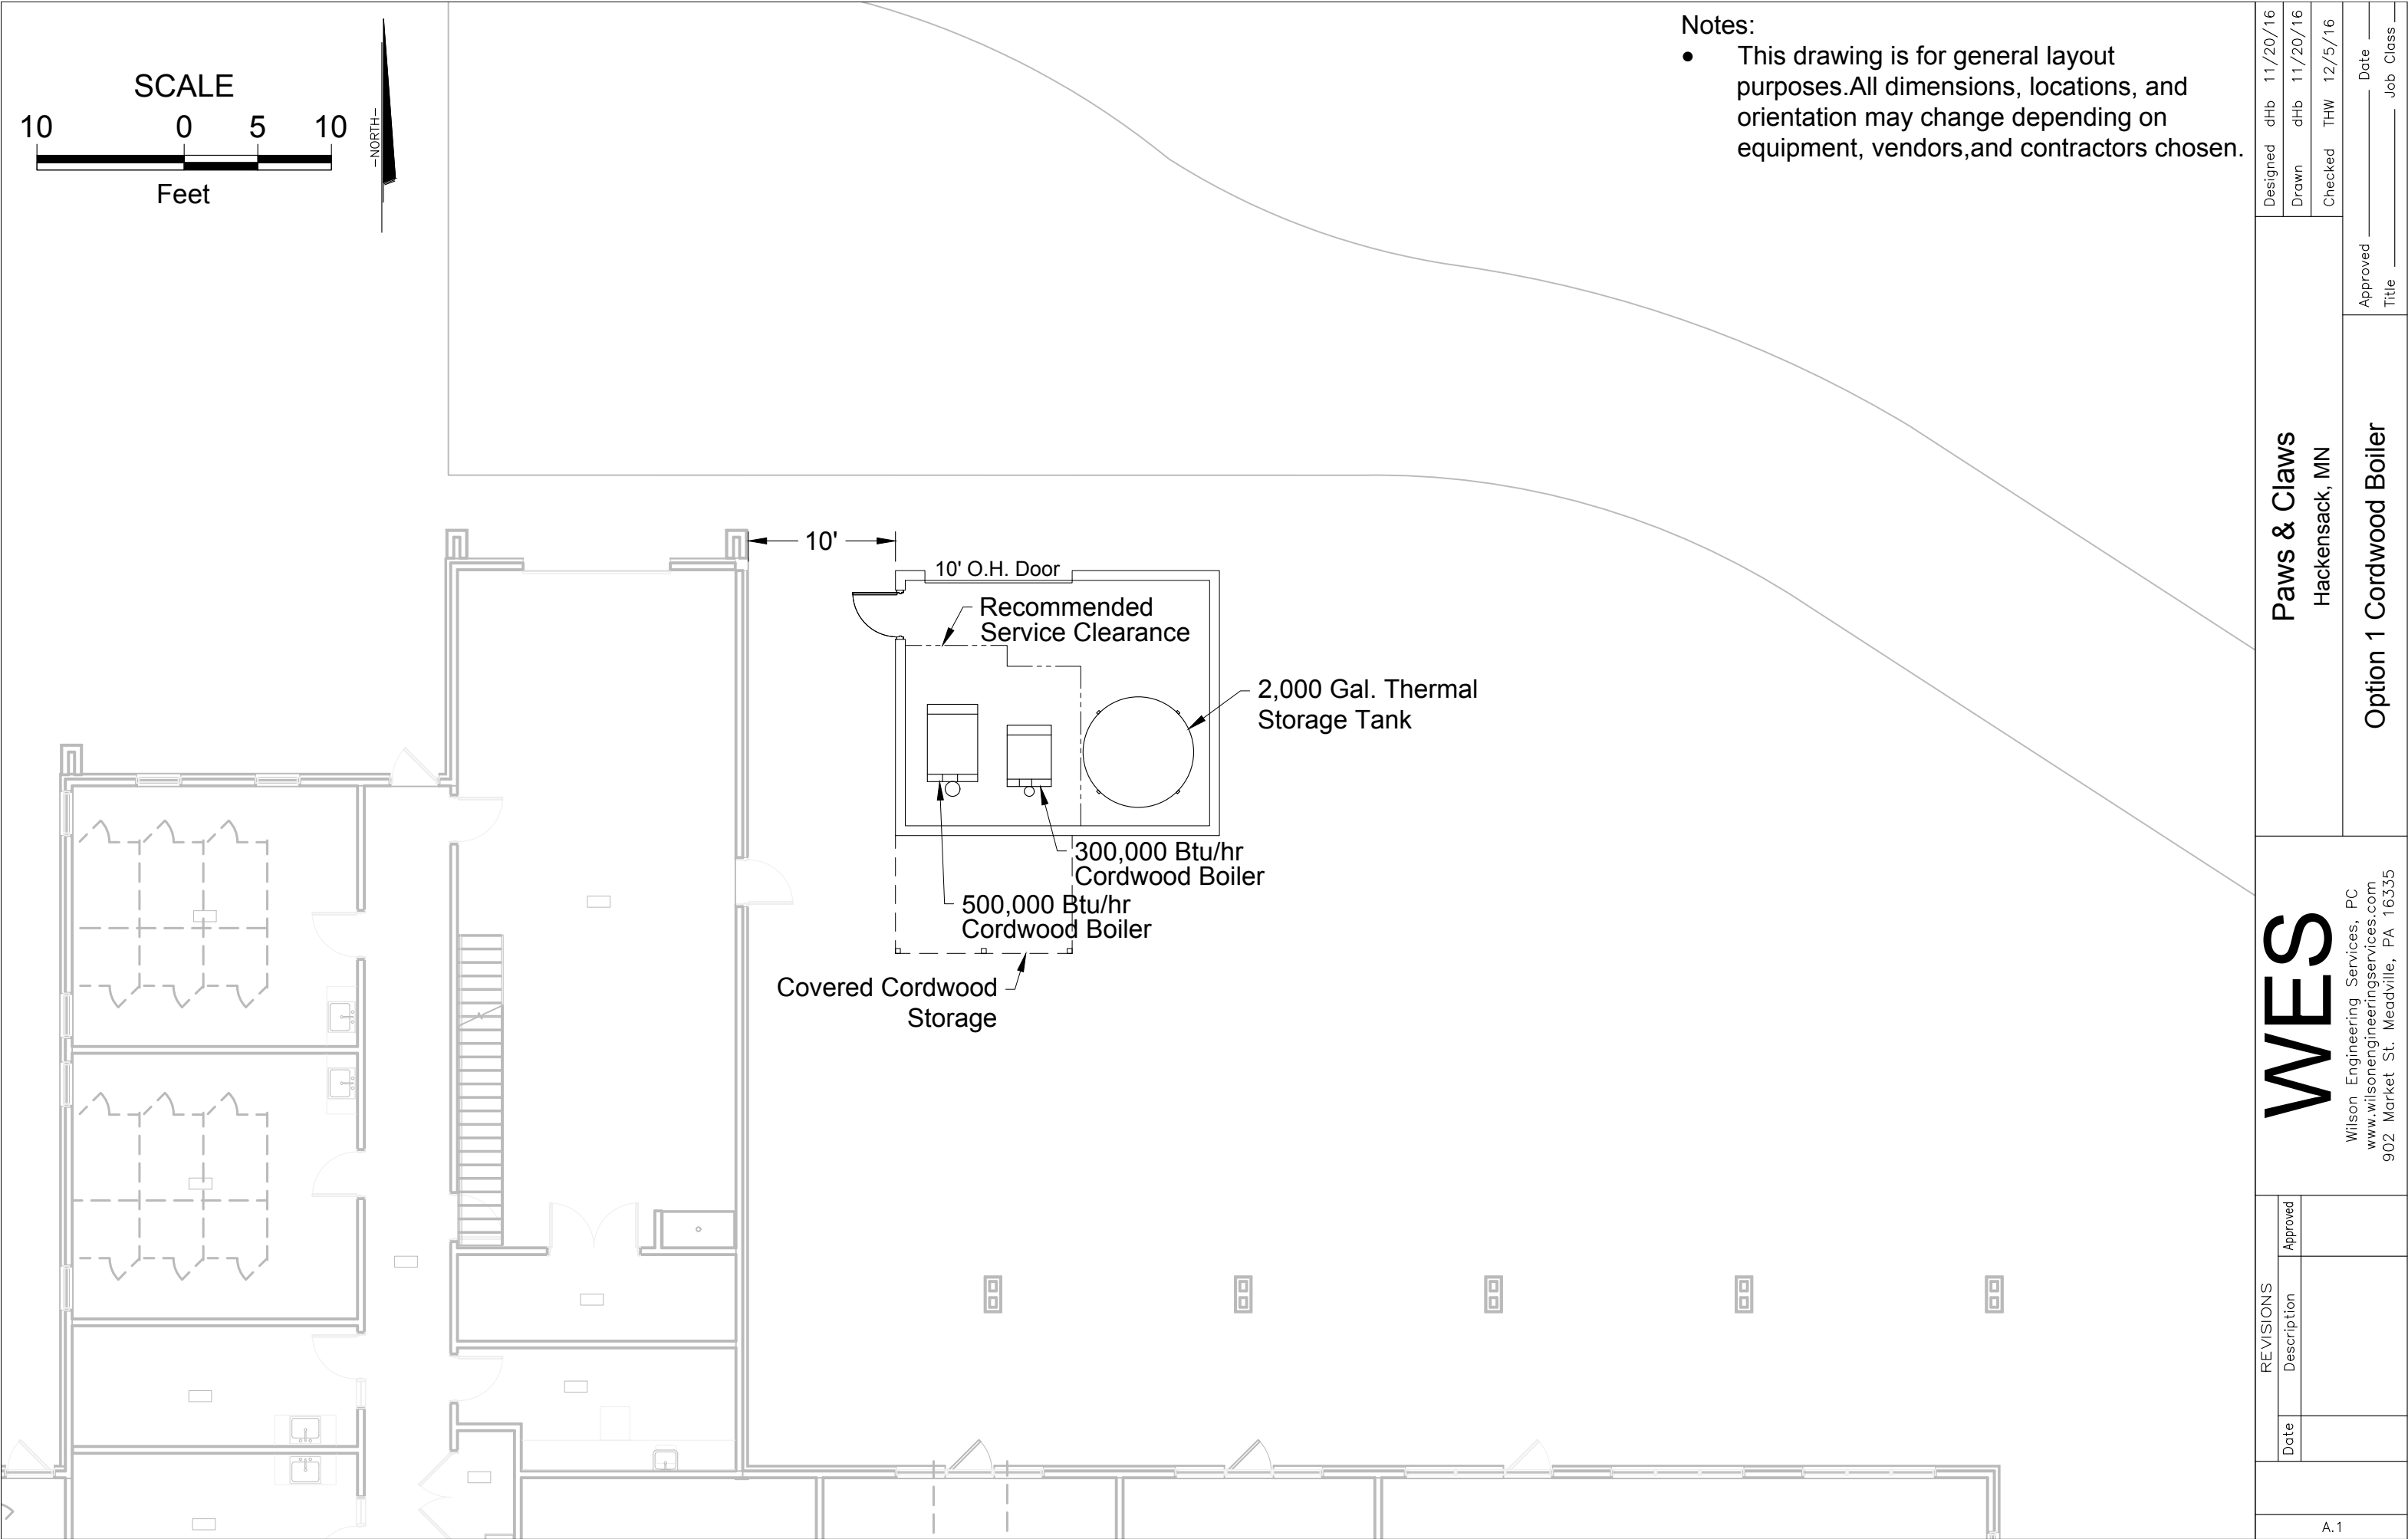 SCALE
10 0 5 10
Feet
-NORTH-
Notes:
• This drawing is for general layout
purposes.All dimensions, locations, and
orientation may change depending on
equipment, vendors,and contractors chosen.
10'
10' O.H. Door
Recommended
Service Clearance
2,000 Gal. Thermal
Storage Tank
300,000 Btu/hr
Cordwood Boiler
500,000 Btu/hr
Cordwood Boiler
Covered Cordwood
Storage
Designed dHb 11/20/16
Drawn dHb 11/20/16
Checked THW 12/5/16
Approved Date
Title Job Class
Paws & Claws
Hackensack, MN
Option 1 Cordwood Boiler
WES
Wilson Engineering Services, PC
www.wilsonengineeringservices.com
902 Market St. Meadville, PA 16335
REVISIONS
Date Description Approved
A.1